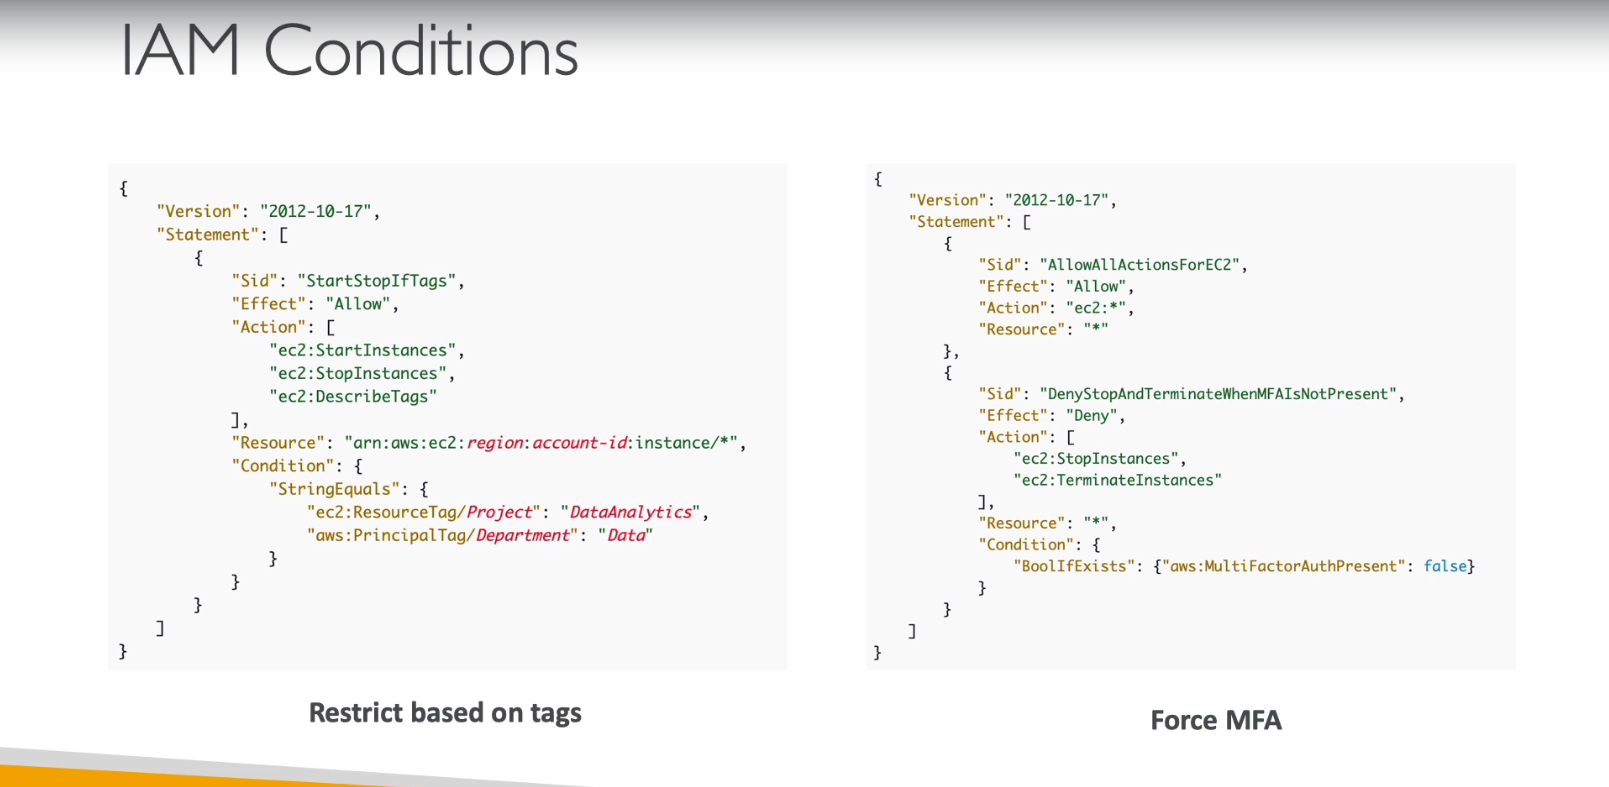 IAM Conditions
{
    "Version": "2012-10-17",
    "Statement": [
        {
            "Sid": "StartStopIfTags",
            "Effect": "Allow",
            "Action": [
                "ec2:StartInstances",
                "ec2:StopInstances",
                "ec2:DescribeTags"
            ],
            "Resource": "arn:aws:ec2:region:account-id:instance/*",
            "Condition": {
                "StringEquals": {
                    "ec2:ResourceTag/Project": "DataAnalytics",
                    "aws:PrincipalTag/Department": "Data"
                }
            }
        }
    ]
}
Restrict based on tags
{
    "Version": "2012-10-17",
    "Statement": [
        {
            "Sid": "AllowAllActionsForEC2",
            "Effect": "Allow",
            "Action": "ec2:*",
            "Resource": "*"
        },
        {
            "Sid": "DenyStopAndTerminateWhenMFAIsNotPresent",
            "Effect": "Deny",
            "Action": [
                "ec2:StopInstances",
                "ec2:TerminateInstances"
            ],
            "Resource": "*",
            "Condition": {
                "BoolIfExists": {"aws:MultiFactorAuthPresent": false}
            }
        }
    ]
}
Force MFA